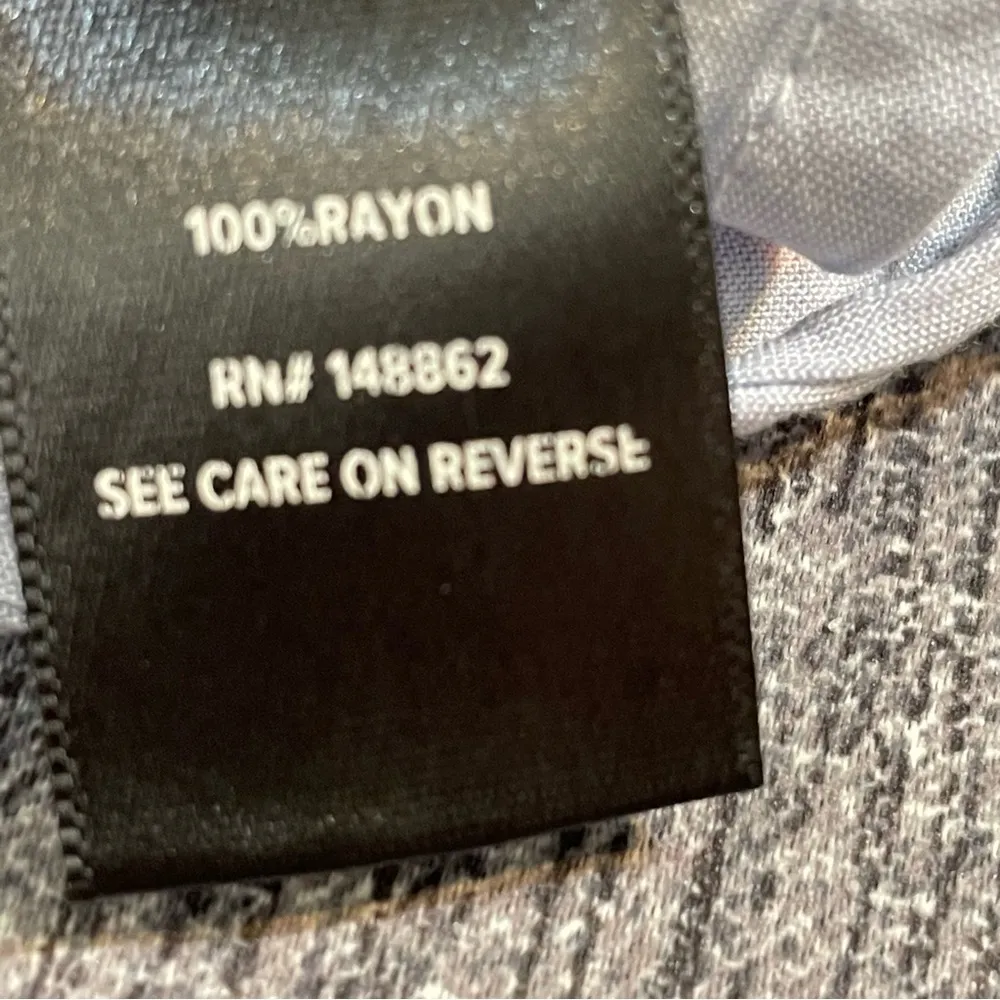 100%RAYON
RN# 148862
SEE CARE ON REVERSE